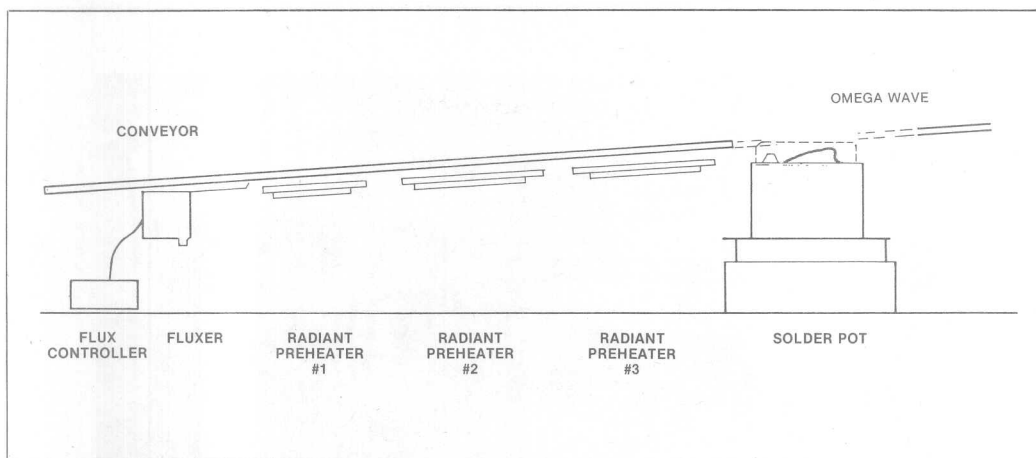 OMEGA WAVE
CONVEYOR
FLUX
CONTROLLER
FLUXER
RADIANT
PREHEATER
#1
RADIANT
PREHEATER
#2
RADIANT
PREHEATER
#3
SOLDER POT